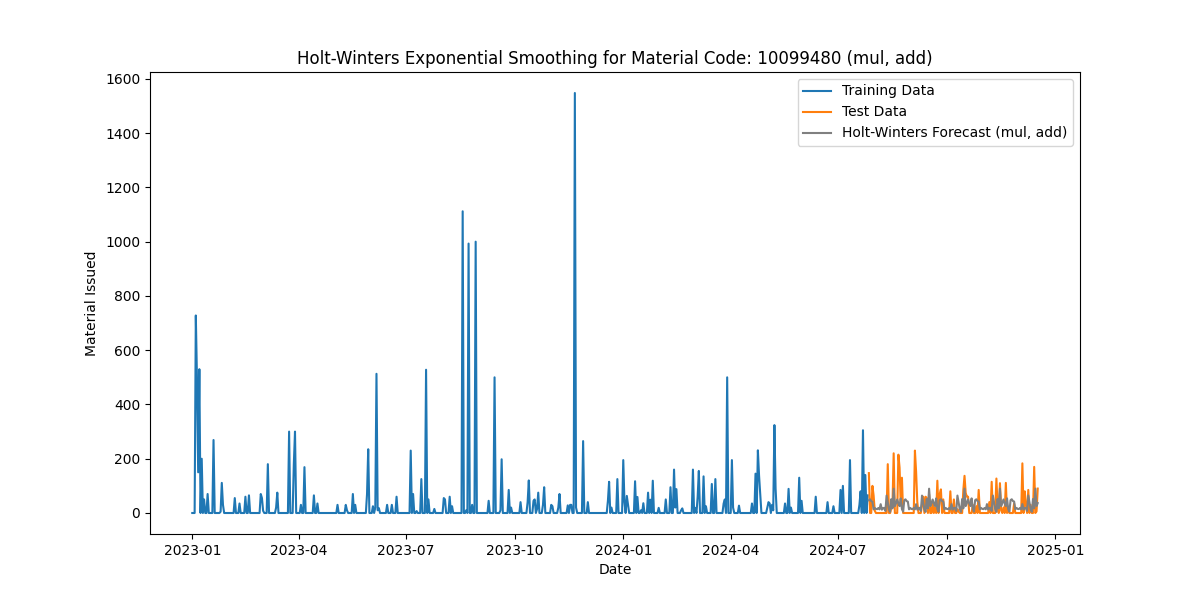 Holt-Winters Exponential Smoothing for Material Code: 10099480 (mul, add)
1600
1400
1200
1000
800
600
400
200
0
Material Issued
Training Data
Test Data
Holt-Winters Forecast (mul, add)
2023-01 2023-04 2023-07 2023-10 2024-01 2024-04 2024-07 2024-10 2025-01
Date